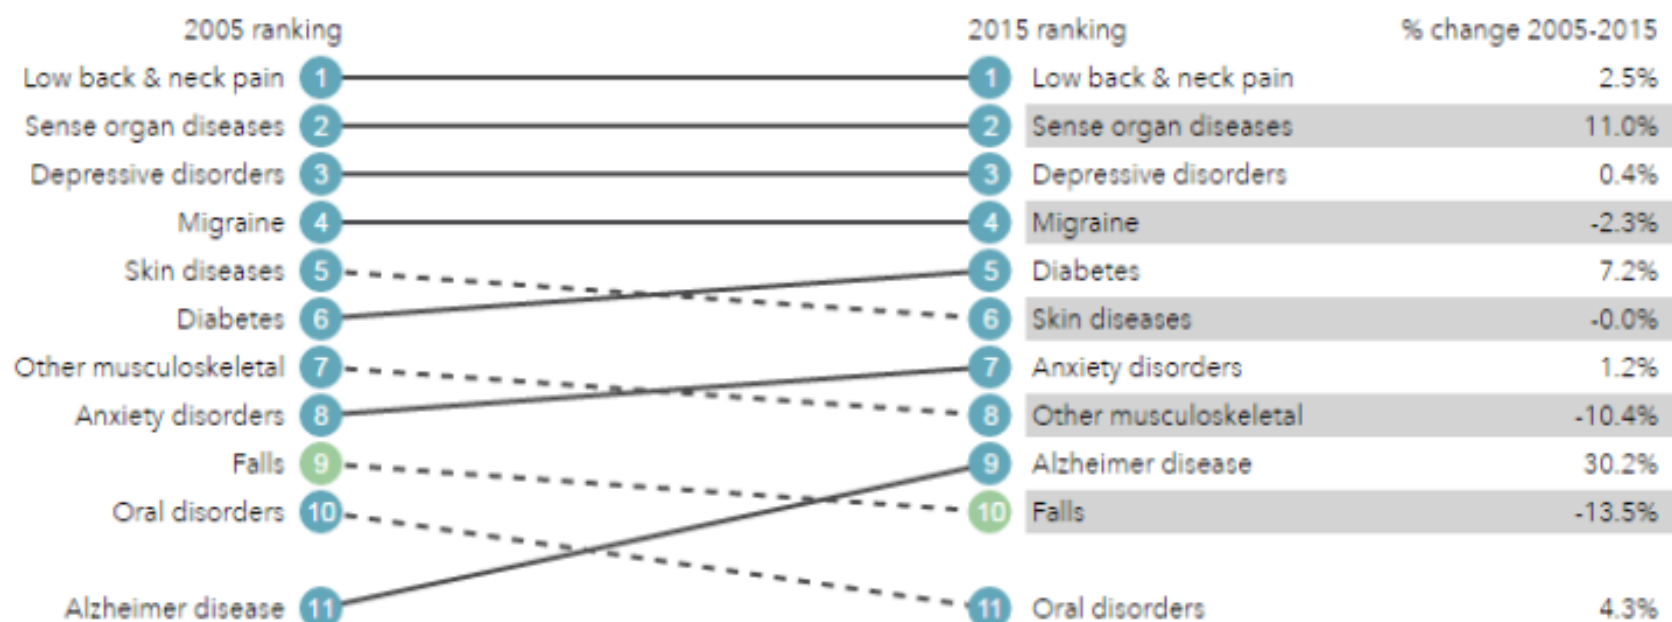 2005 ranking 2015 ranking % change 2005-2015
Low back & neck pain 1 1 Low back & neck pain 2.5%
Sense organ diseases 2 2 Sense organ diseases 11.0%
Depressive disorders 3 3 Depressive disorders 0.4%
Migraine 4 4 Migraine -2.3%
Skin diseases 5 5 Diabetes 7.2%
Diabetes 6 6 Skin diseases -0.0%
Other musculoskeletal 7 7 Anxiety disorders 1.2%
Anxiety disorders 8 8 Other musculoskeletal -10.4%
Falls 9 9 Alzheimer disease 30.2%
Oral disorders 10 10 Falls -13.5%
Alzheimer disease 11 11 Oral disorders 4.3%